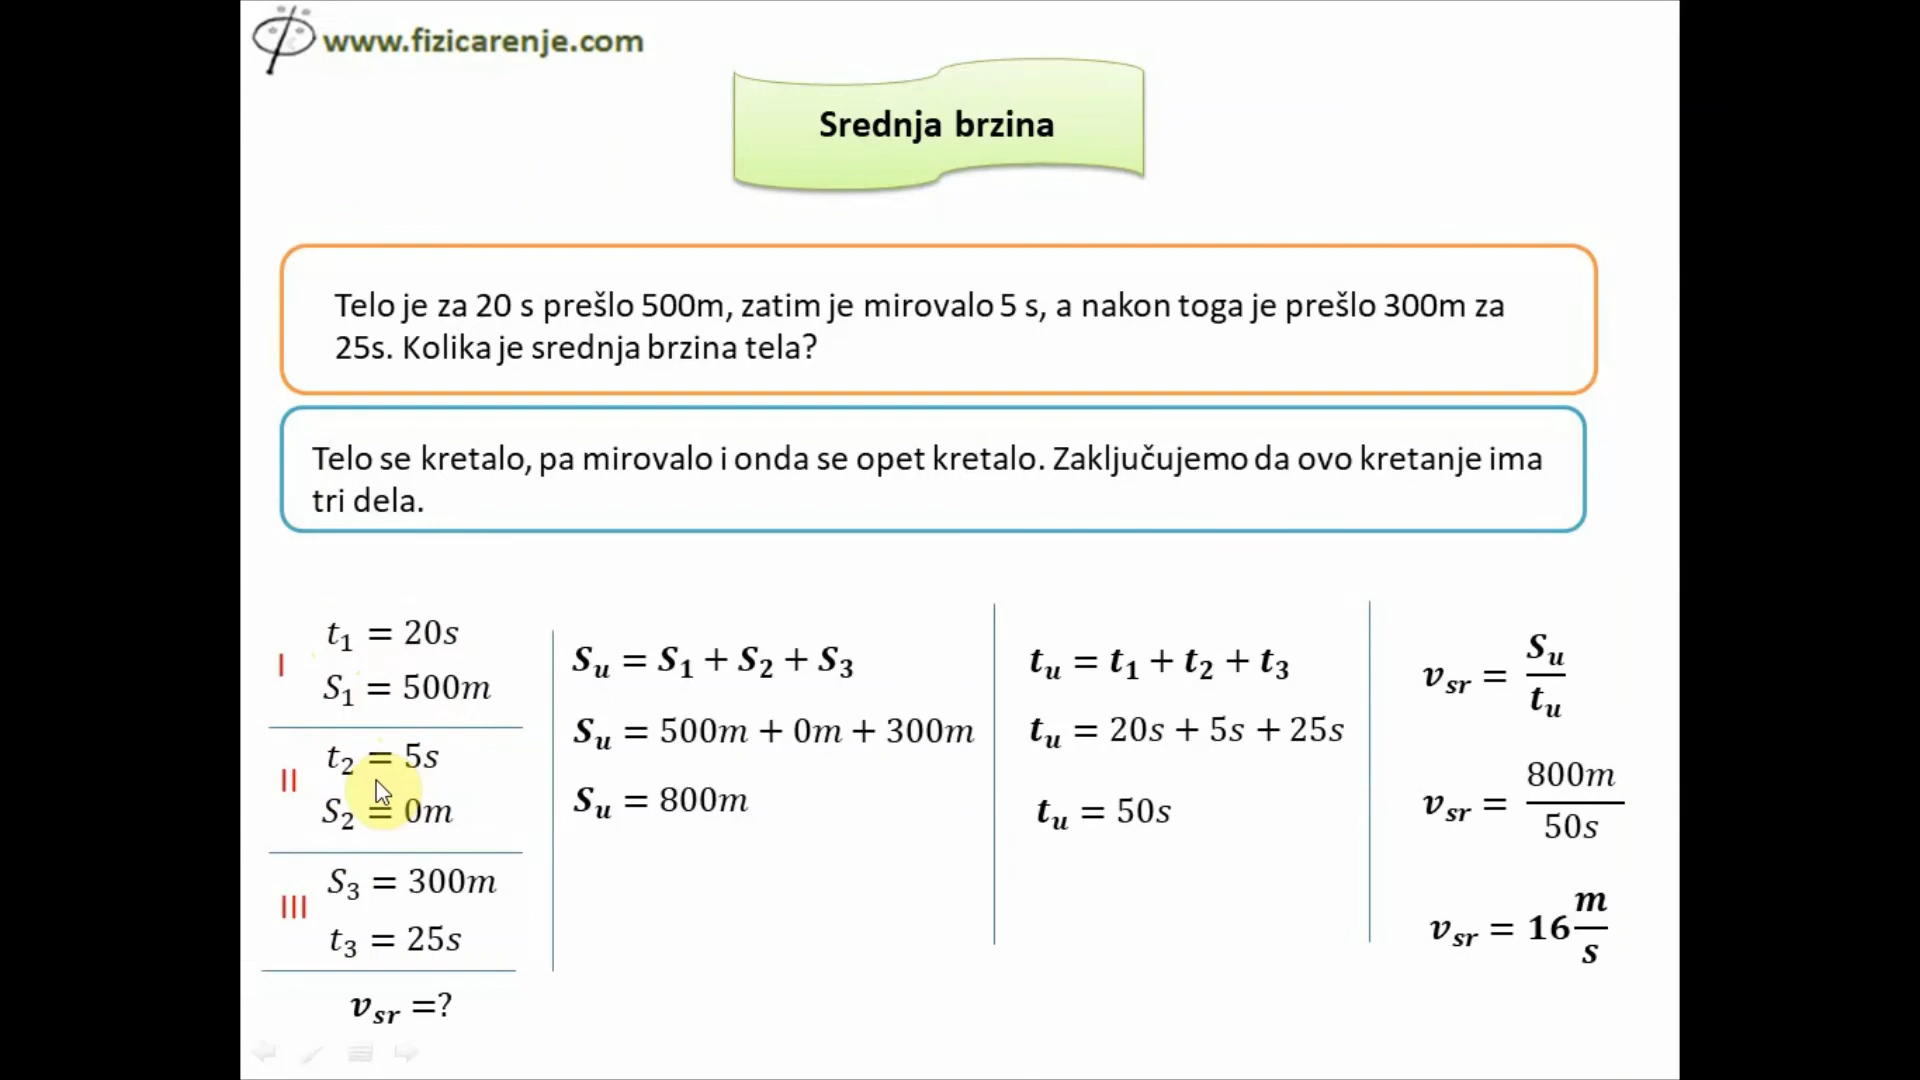 www.fizicarenje.com
Srednja brzina
Telo je za 20 s prešlo 500m, zatim je mirovalo 5 s, a nakon toga je prešlo 300m za
25s. Kolika je srednja brzina tela?
Telo se kretalo, pa mirovalo i onda se opet kretalo. Zaključujemo da ovo kretanje ima
tri dela.
I
t₁ = 20s
S₁ = 500m
II
t₂ = 5s
S₂ = 0m
III
S₃ = 300m
t₃ = 25s
v_sr =?
S_u = S₁ + S₂ + S₃
S_u = 500m + 0m + 300m
S_u = 800m
t_u = t₁ + t₂ + t₃
t_u = 20s + 5s + 25s
t_u = 50s
v_sr = S_u / t_u
v_sr = 800m / 50s
v_sr = 16 m/s